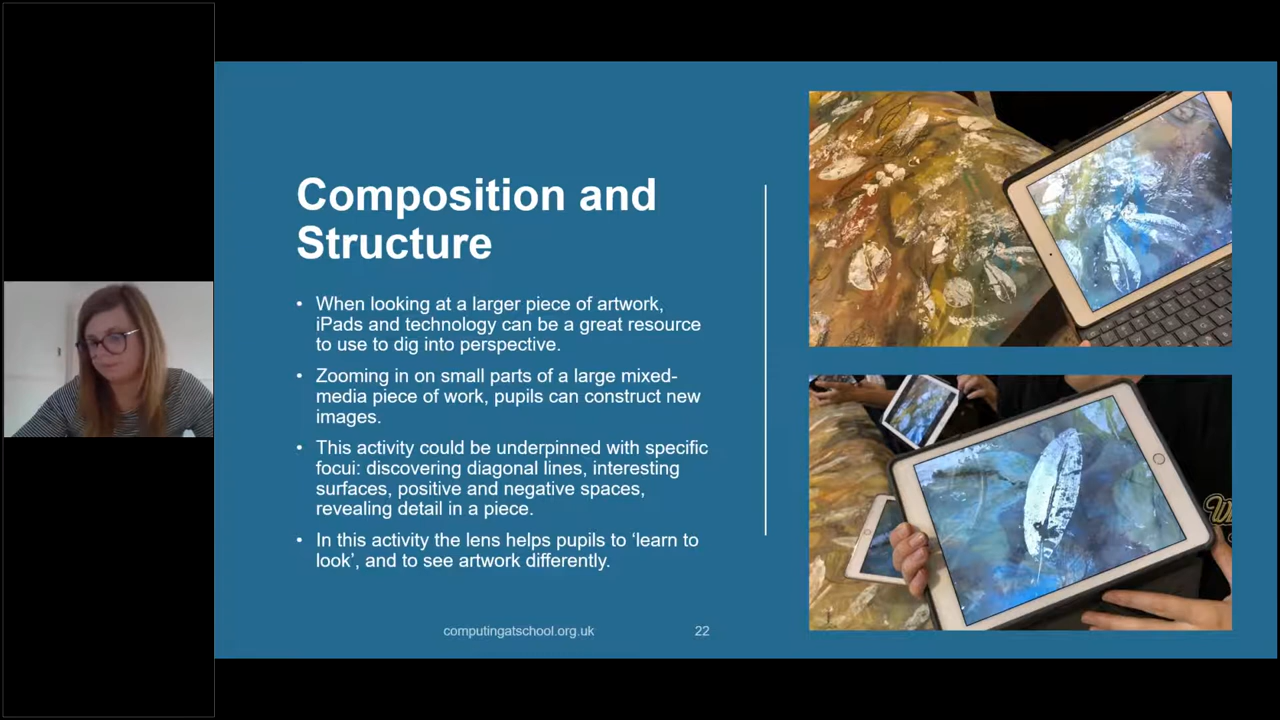 Composition and
Structure
• When looking at a larger piece of artwork,
iPads and technology can be a great resource
to use to dig into perspective.
• Zooming in on small parts of a large mixed-
media piece of work, pupils can construct new
images.
• This activity could be underpinned with specific
focui: discovering diagonal lines, interesting
surfaces, positive and negative spaces,
revealing detail in a piece.
• In this activity the lens helps pupils to ‘learn to
look’, and to see artwork differently.
computingatschool.org.uk 22